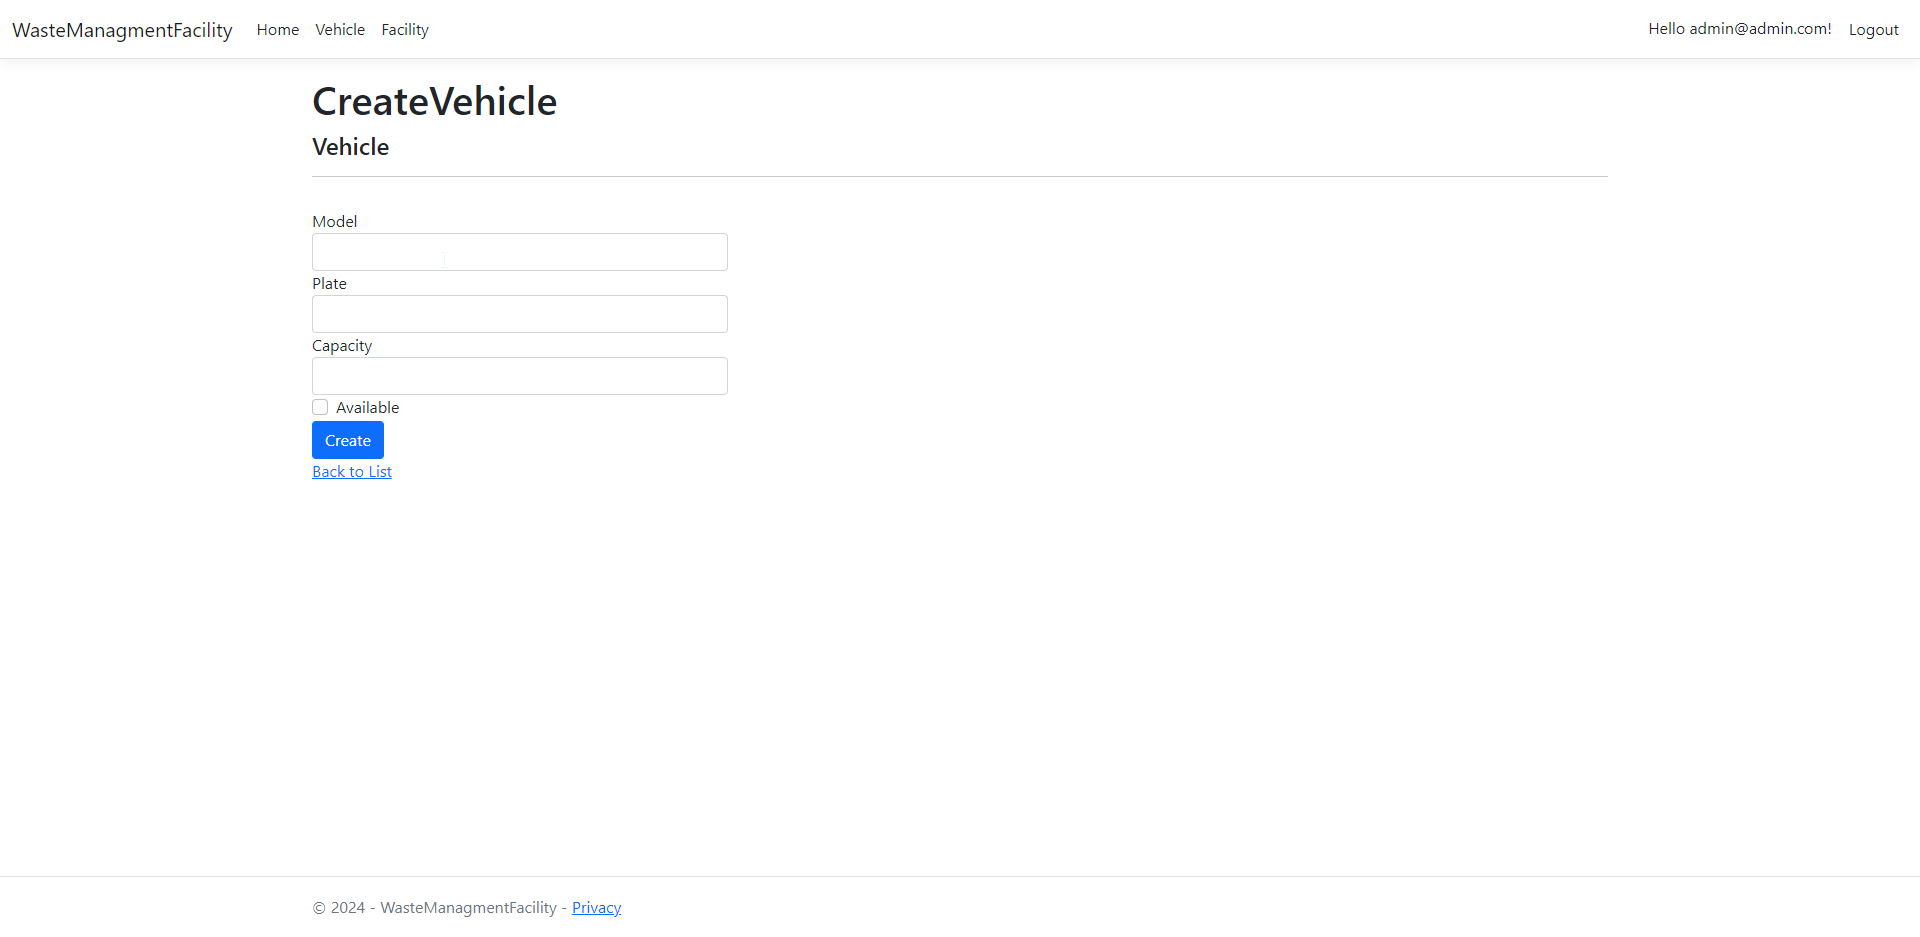 WasteManagmentFacility Home Vehicle Facility Hello admin@admin.com! Logout
CreateVehicle
Vehicle
Model
Plate
Capacity
Available
Create
Back to List
© 2024 - WasteManagmentFacility - Privacy